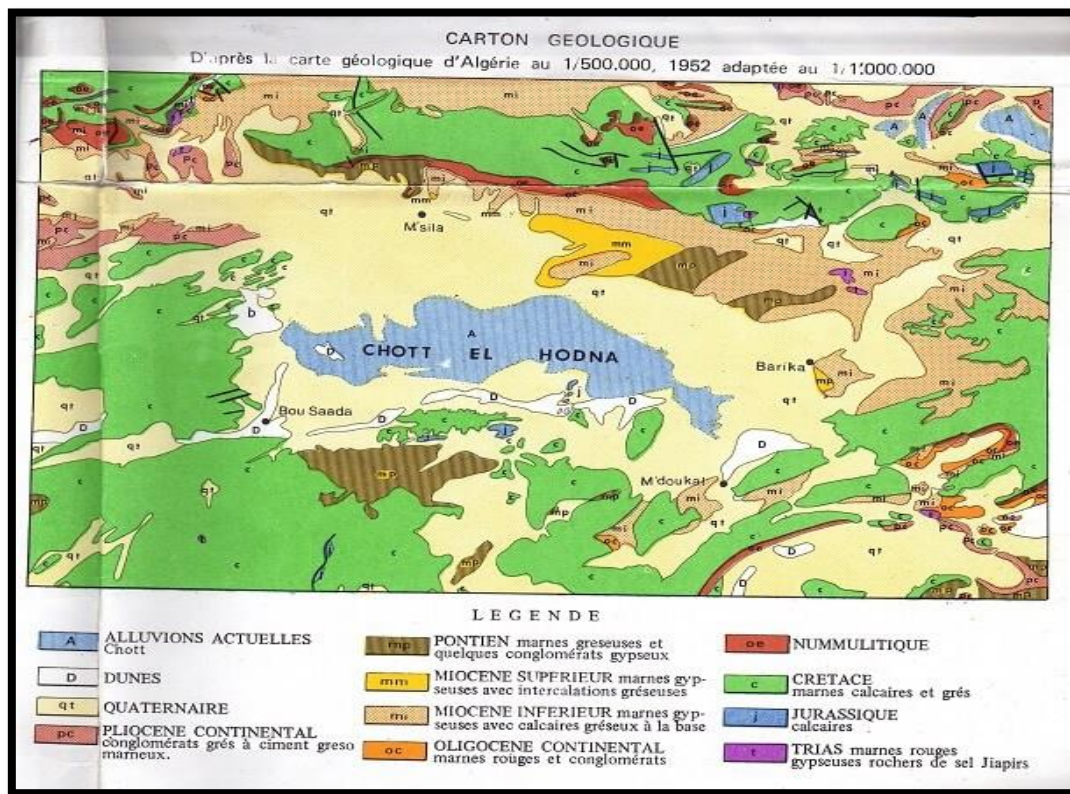 CARTON GEOLOGIQUE
D'après la carte géologique d'Algérie au 1/500.000, 1952 adaptée au 1/1.000.000
M'sila
CHOTT EL HODNA
Barika
Bou Saada
M'doukal
LEGENDE
A ALLUVIONS ACTUELLES
Chott
D DUNES
qt QUATERNAIRE
pc PLIOCENE CONTINENTAL
conglomérats grés à ciment greso
marneux.
mp PONTIEN marnes greseuses et
quelques conglomérats gypseux
mm MIOCENE SUPERIEUR marnes gyp-
seuses avec intercalations gréseuses
mi MIOCENE INFERIEUR marnes gyp-
seuses avec calcaires gréseux à la base
oc OLIGOCENE CONTINENTAL
marnes rouges et conglomérats
oe NUMMULITIQUE
c CRETACE
marnes calcaires et grés
j JURASSIQUE
calcaires
t TRIAS marnes rouges
gypseuses rochers de sel Jiapirs